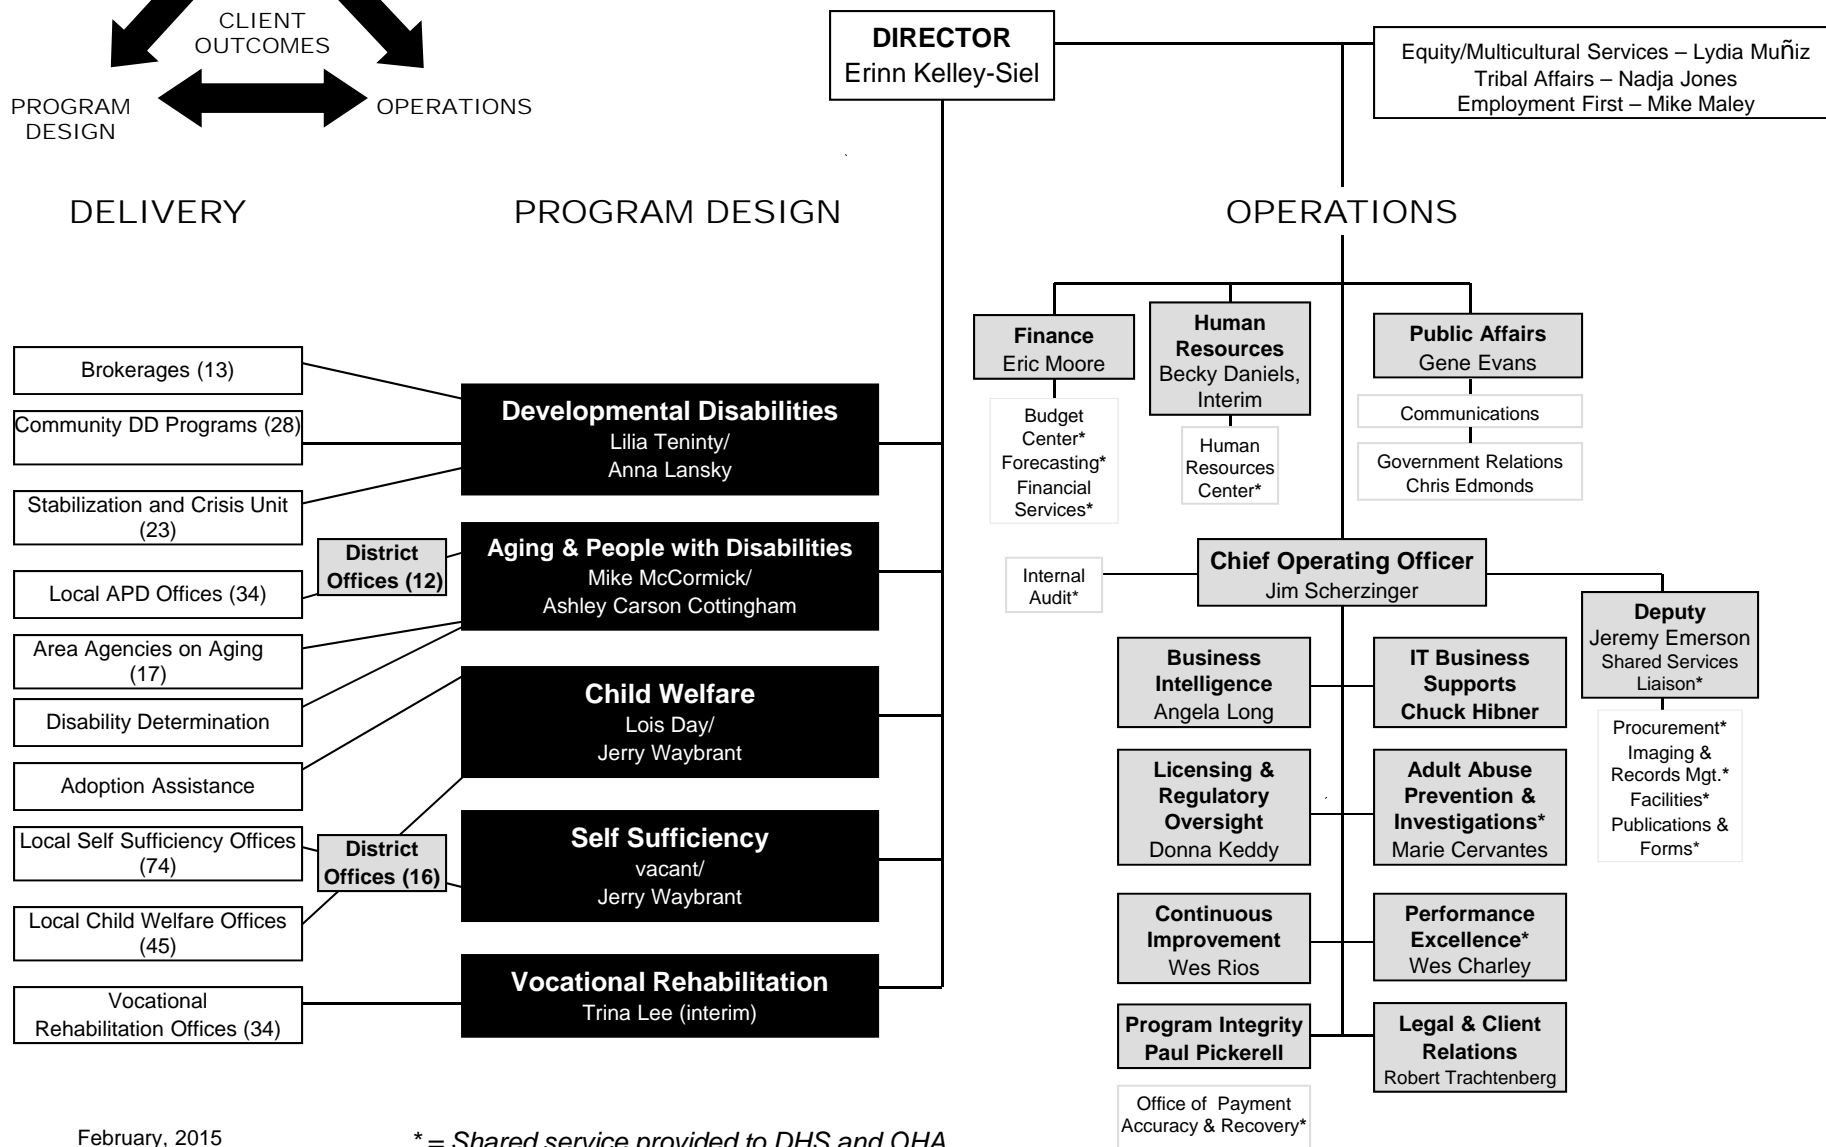 CLIENT
OUTCOMES
PROGRAM
DESIGN
OPERATIONS
DIRECTOR
Erinn Kelley-Siel
Equity/Multicultural Services – Lydia Muñiz
Tribal Affairs – Nadja Jones
Employment First – Mike Maley
DELIVERY
PROGRAM DESIGN
OPERATIONS
Brokerages (13)
Community DD Programs (28)
Stabilization and Crisis Unit
(23)
District
Offices (12)
Local APD Offices (34)
Area Agencies on Aging
(17)
Disability Determination
Adoption Assistance
Local Self Sufficiency Offices
(74)
District
Offices (16)
Local Child Welfare Offices
(45)
Vocational
Rehabilitation Offices (34)
Developmental Disabilities
Lilia Teninty/
Anna Lansky
Aging & People with Disabilities
Mike McCormick/
Ashley Carson Cottingham
Child Welfare
Lois Day/
Jerry Waybrant
Self Sufficiency
vacant/
Jerry Waybrant
Vocational Rehabilitation
Trina Lee (interim)
Finance
Eric Moore
Budget
Center*
Forecasting*
Financial
Services*
Human
Resources
Becky Daniels,
Interim
Human
Resources
Center*
Public Affairs
Gene Evans
Communications
Government Relations
Chris Edmonds
Internal
Audit*
Chief Operating Officer
Jim Scherzinger
Deputy
Jeremy Emerson
Shared Services
Liaison*
Procurement*
Imaging &
Records Mgt.*
Facilities*
Publications &
Forms*
Business
Intelligence
Angela Long
IT Business
Supports
Chuck Hibner
Licensing &
Regulatory
Oversight
Donna Keddy
Adult Abuse
Prevention &
Investigations*
Marie Cervantes
Continuous
Improvement
Wes Rios
Performance
Excellence*
Wes Charley
Program Integrity
Paul Pickerell
Legal & Client
Relations
Robert Trachtenberg
Office of Payment
Accuracy & Recovery*
February, 2015
* = Shared service provided to DHS and OHA